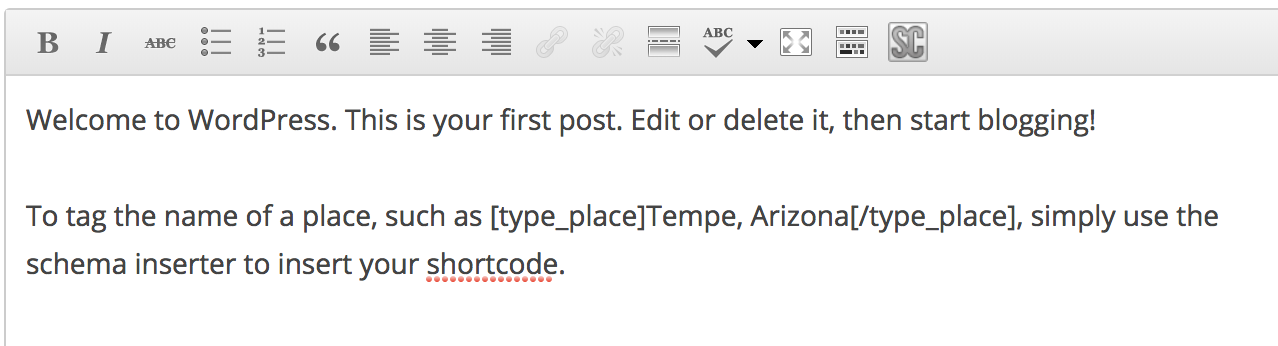 B I ABC 1 2 3 “ ABC SC
Welcome to WordPress. This is your first post. Edit or delete it, then start blogging!
To tag the name of a place, such as [type_place]Tempe, Arizona[/type_place], simply use the
schema inserter to insert your shortcode.